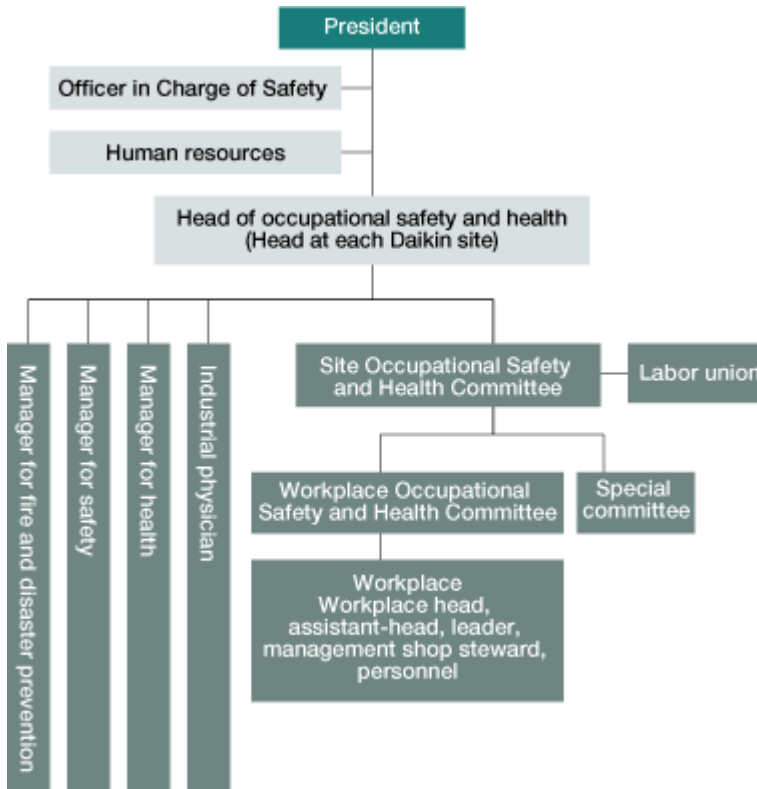 President
Officer in Charge of Safety
Human resources
Head of occupational safety and health
(Head at each Daikin site)
Manager for fire and disaster prevention
Manager for safety
Manager for health
Industrial physician
Site Occupational Safety
and Health Committee
Labor union
Workplace Occupational
Safety and Health Committee
Special
committee
Workplace
Workplace head,
assistant-head, leader,
management shop steward,
personnel